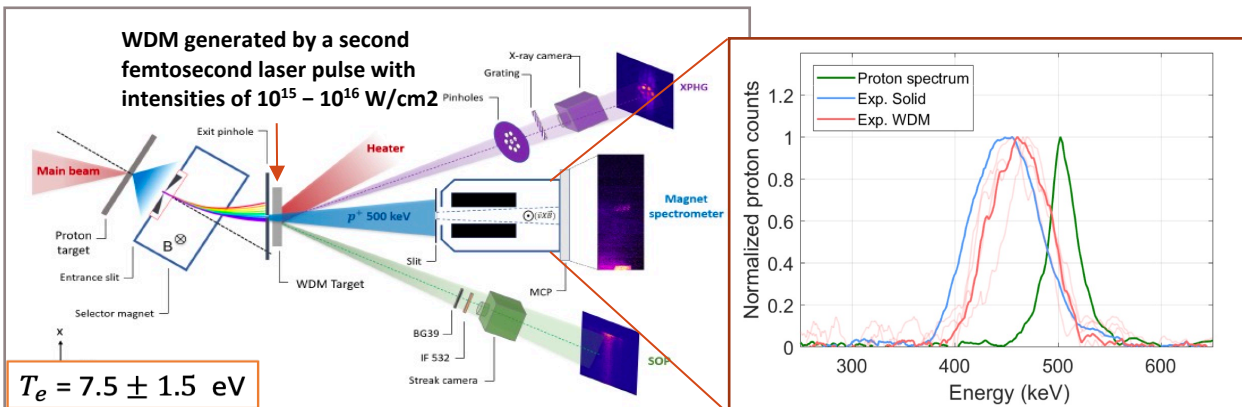 WDM generated by a second
femtosecond laser pulse with
intensities of 10¹⁵ – 10¹⁶ W/cm2
X-ray camera
Grating
Pinholes
XPHG
Exit pinhole
Heater
Main beam
p⁺ 500 keV
Magnet
spectrometer
B
Proton
target
Entrance slit
Selector magnet
WDM Target
Slit
MCP
BG39
IF 532
Streak camera
SOP
x
Tₑ = 7.5 ± 1.5 eV
Normalized proton counts
1.2
1
0.8
0.6
0.4
0.2
0
Proton spectrum
Exp. Solid
Exp. WDM
300
400
500
600
Energy (keV)